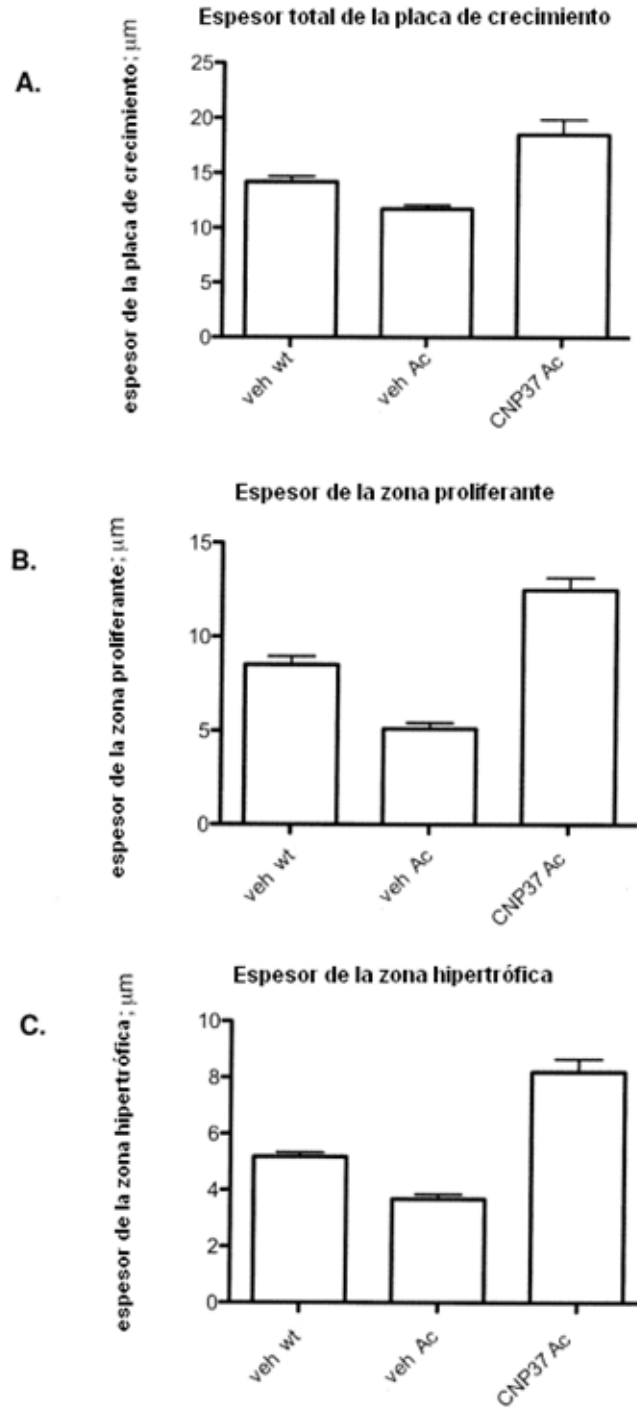 Espesor total de la placa de crecimiento
A.
espesor de la placa de crecimiento; µm
25
20
15
10
5
0
veh wt
veh Ac
CNP37 Ac
Espesor de la zona proliferante
B.
espesor de la zona proliferante; µm
15
10
5
0
veh wt
veh Ac
CNP37 Ac
Espesor de la zona hipertrófica
C.
espesor de la zona hipertrófica; µm
10
8
6
4
2
0
veh wt
veh Ac
CNP37 Ac